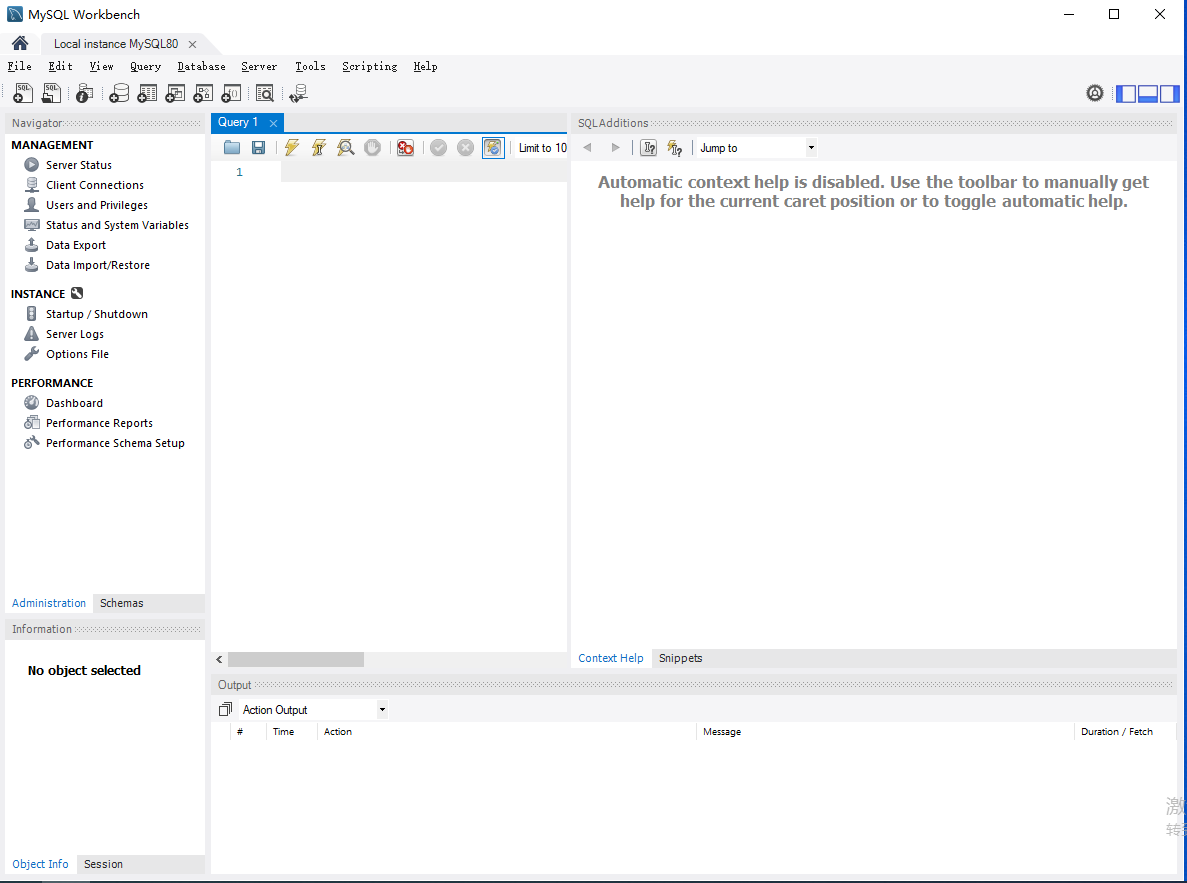 MySQL Workbench
Local instance MySQL80
File Edit View Query Database Server Tools Scripting Help
Navigator
MANAGEMENT
Server Status
Client Connections
Users and Privileges
Status and System Variables
Data Export
Data Import/Restore
INSTANCE
Startup / Shutdown
Server Logs
Options File
PERFORMANCE
Dashboard
Performance Reports
Performance Schema Setup
Administration Schemas
Information
No object selected
Object Info Session
Query 1
Limit to 10
1
SQLAdditions
Jump to
Automatic context help is disabled. Use the toolbar to manually get
help for the current caret position or to toggle automatic help.
Context Help Snippets
Output
Action Output
# Time Action Message Duration / Fetch
激
转